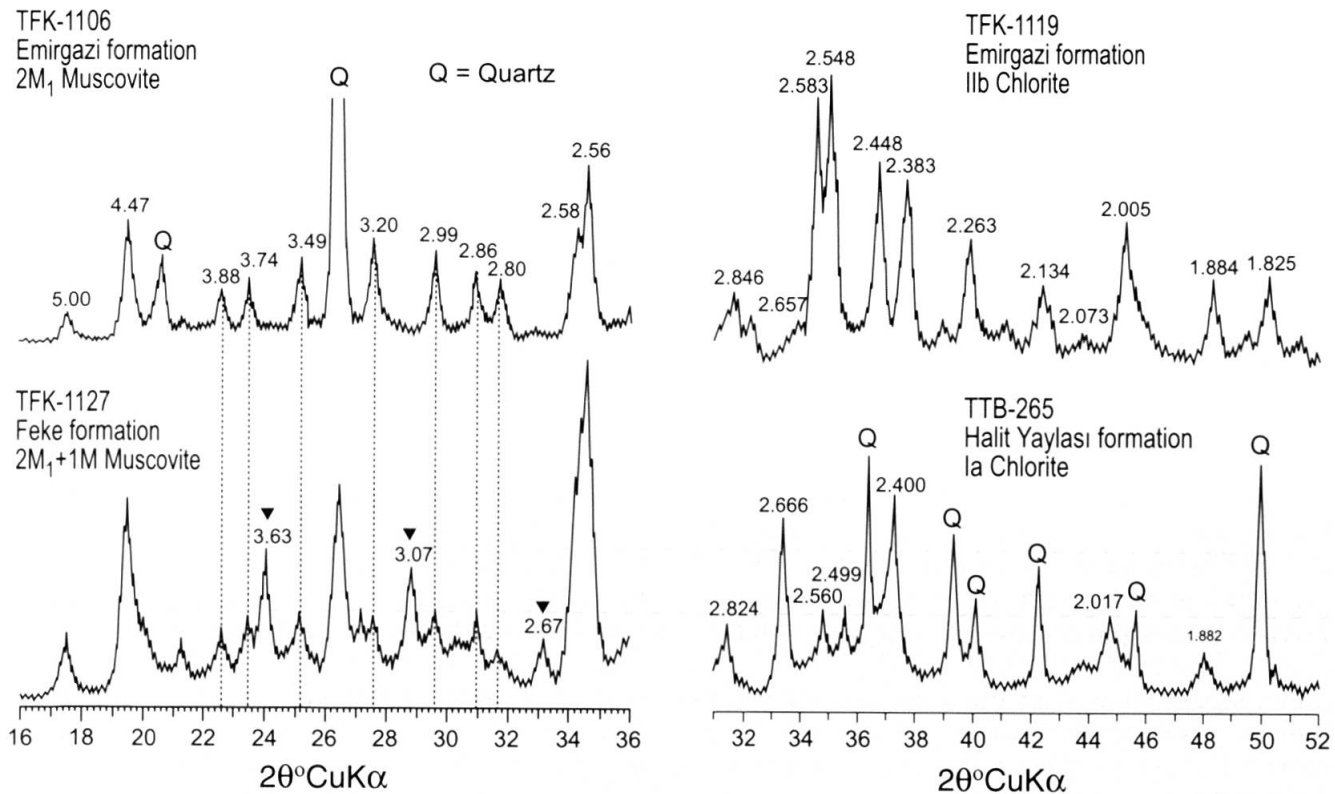 TFK-1106
Emirgazi formation
2M₁ Muscovite
Q
Q = Quartz
5.00
4.47
Q
3.88
3.74
3.49
3.20
2.99
2.86
2.80
2.58
2.56
TFK-1127
Feke formation
2M₁+1M Muscovite
3.63
3.07
2.67
16 18 20 22 24 26 28 30 32 34 36
2θ°CuKα
TFK-1119
Emirgazi formation
IIb Chlorite
2.846
2.657
2.583
2.548
2.448
2.383
2.263
2.134
2.073
2.005
1.884
1.825
TTB-265
Halit Yaylası formation
Ia Chlorite
2.824
2.666
2.560
2.499
Q
2.400
Q
Q
Q
2.017
Q
1.882
Q
32 34 36 38 40 42 44 46 48 50 52
2θ°CuKα